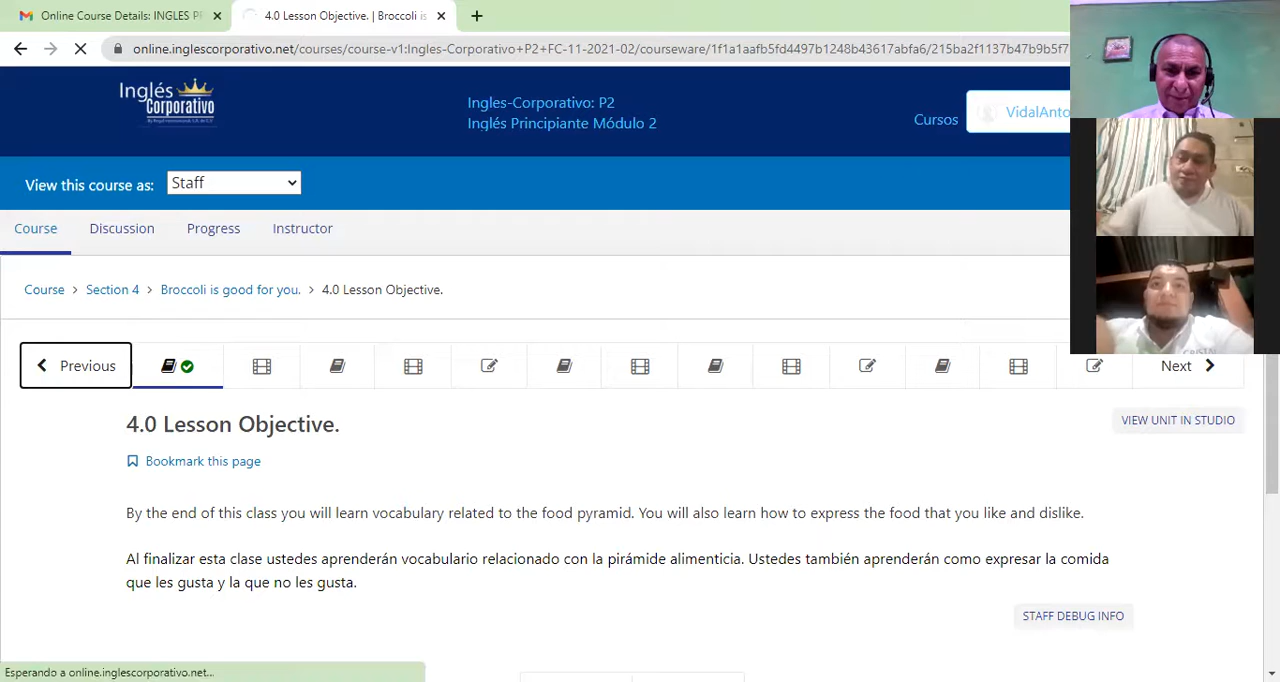 Online Course Details: INGLES PR
4.0 Lesson Objective. | Broccoli is
online.inglescorporativo.net/courses/course-v1:Ingles-Corporativo+P2+FC-11-2021-02/courseware/1f1a1aafb5fd4497b1248b43617abfa6/215ba2f1137b47b9b5f7
Inglés
Corporativo
Ingles-Corporativo: P2
Inglés Principiante Módulo 2
Cursos
VidalAnto
View this course as:
Staff
Course
Discussion
Progress
Instructor
Course > Section 4 > Broccoli is good for you. > 4.0 Lesson Objective.
Previous
Next
4.0 Lesson Objective.
VIEW UNIT IN STUDIO
Bookmark this page
By the end of this class you will learn vocabulary related to the food pyramid. You will also learn how to express the food that you like and dislike.
Al finalizar esta clase ustedes aprenderán vocabulario relacionado con la pirámide alimenticia. Ustedes también aprenderán como expresar la comida
que les gusta y la que no les gusta.
STAFF DEBUG INFO
Esperando a online.inglescorporativo.net...